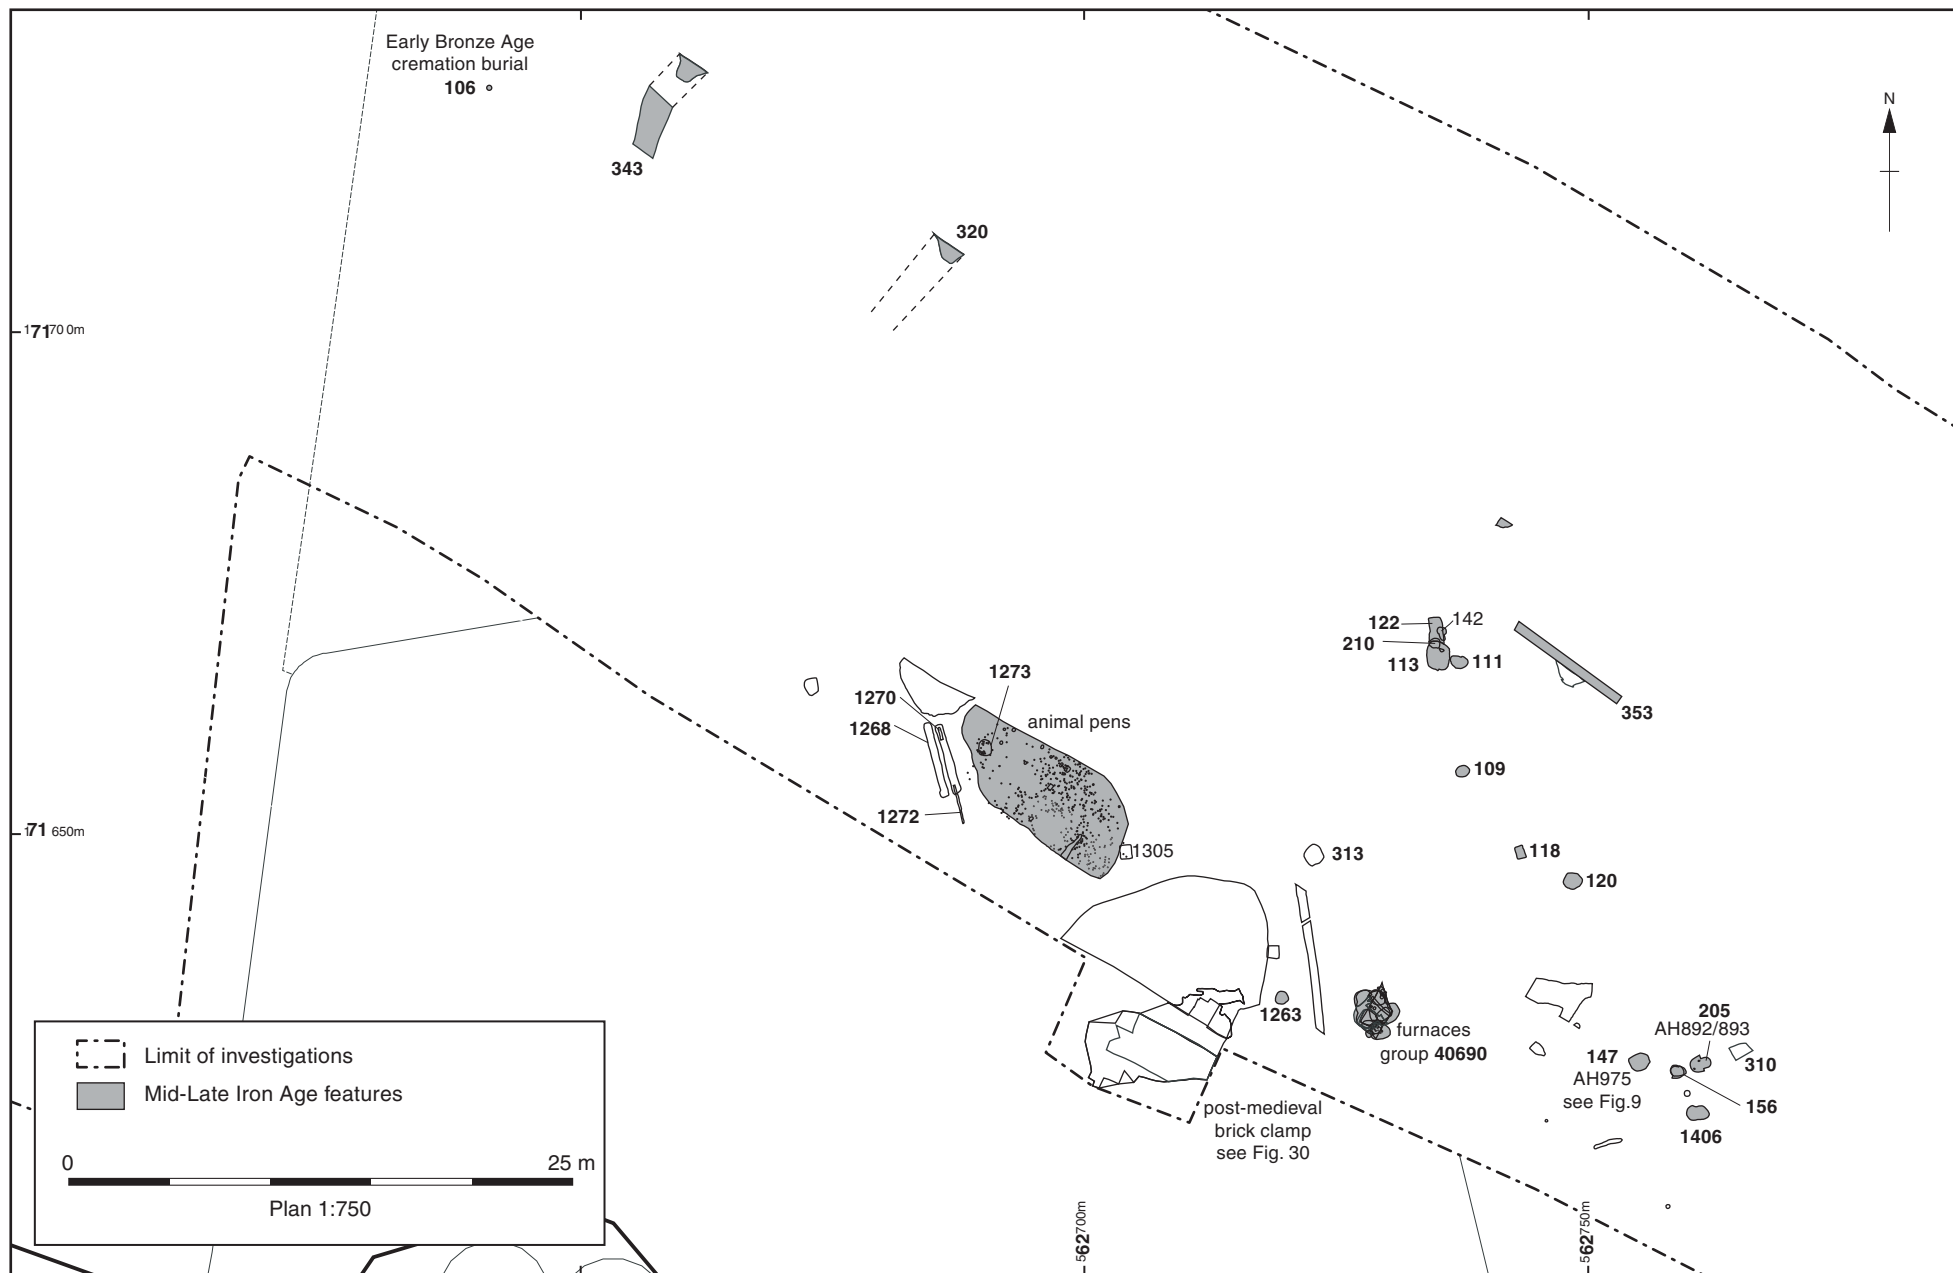 Early Bronze Age
cremation burial
106
343
N
320
171700m
122
142
210
113
111
353
1273
1270
animal pens
1268
109
1272
171650m
1305
313
118
120
1263
furnaces
group 40690
205
AH892/893
147
310
AH975
see Fig.9
156
1406
post-medieval
brick clamp
see Fig. 30
Limit of investigations
Mid-Late Iron Age features
0 25 m
Plan 1:750
562700m
562750m